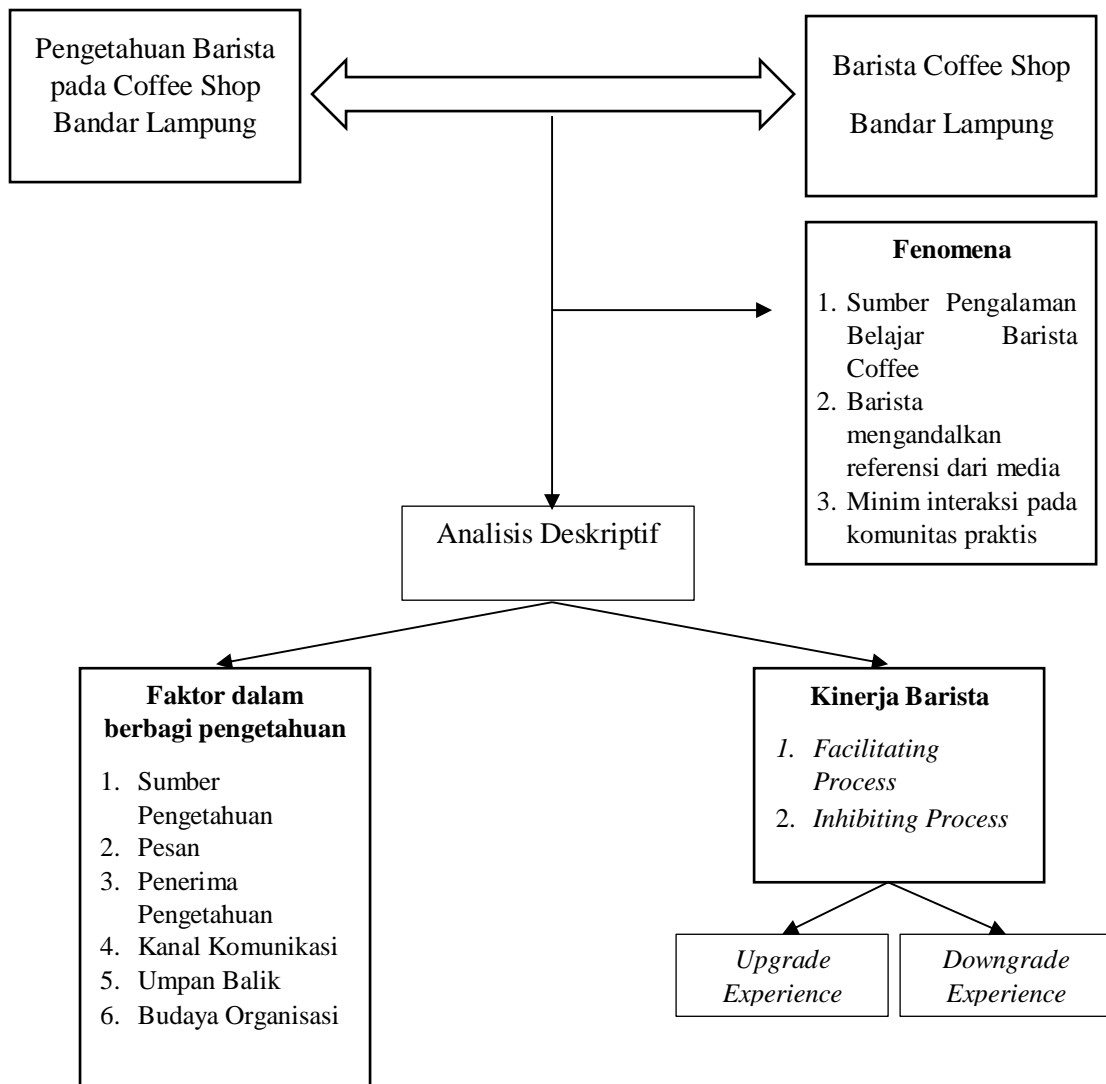 Pengetahuan Barista
pada Coffee Shop
Bandar Lampung
Barista Coffee Shop
Bandar Lampung
Fenomena
1. Sumber Pengalaman
Belajar Barista
Coffee
2. Barista
mengandalkan
referensi dari media
3. Minim interaksi pada
komunitas praktis
Analisis Deskriptif
Faktor dalam
berbagi pengetahuan
1. Sumber
Pengetahuan
2. Pesan
3. Penerima
Pengetahuan
4. Kanal Komunikasi
5. Umpan Balik
6. Budaya Organisasi
Kinerja Barista
1. Facilitating
Process
2. Inhibiting Process
Upgrade
Experience
Downgrade
Experience